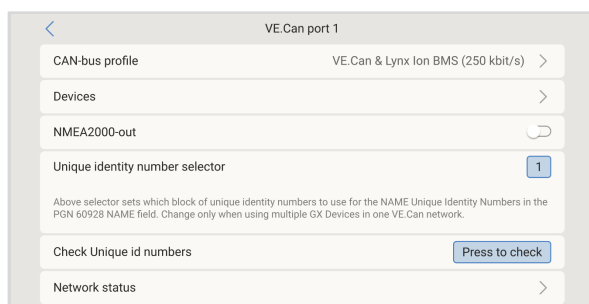 VE.Can port 1
CAN-bus profile VE.Can & Lynx Ion BMS (250 kbit/s)
Devices
NMEA2000-out
Unique identity number selector 1
Above selector sets which block of unique identity numbers to use for the NAME Unique Identity Numbers in the
PGN 60928 NAME field. Change only when using multiple GX Devices in one VE.Can network.
Check Unique id numbers Press to check
Network status